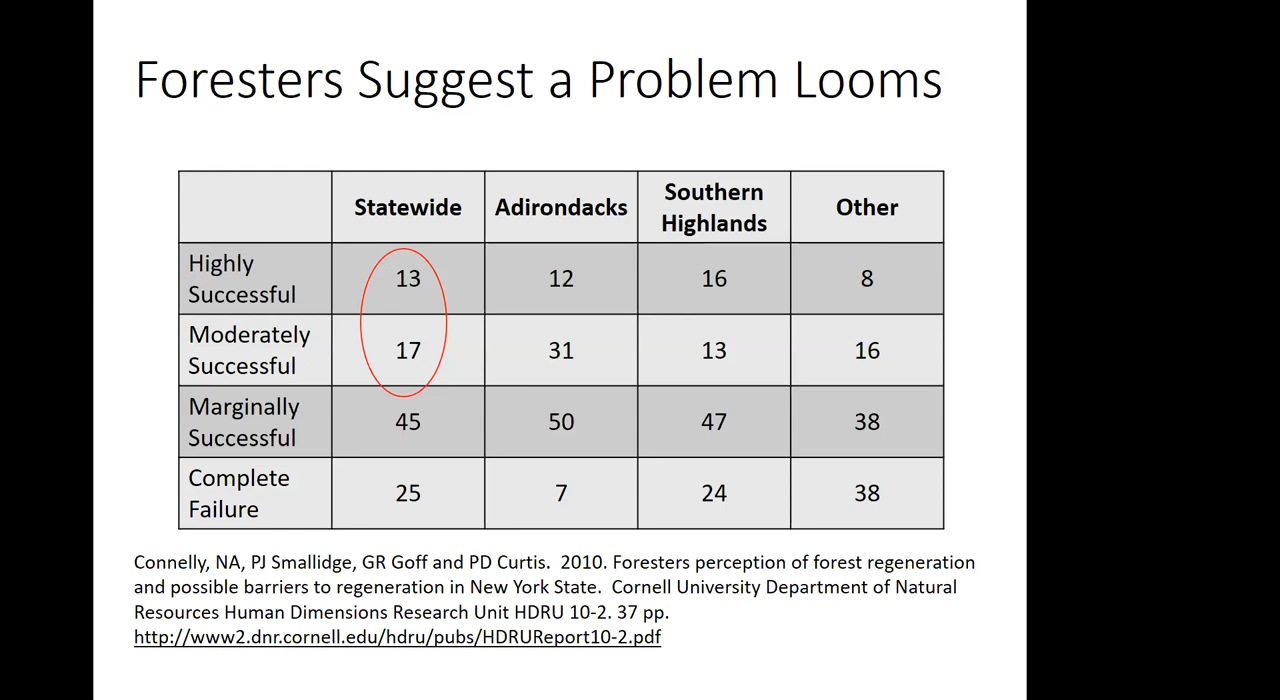 Foresters Suggest a Problem Looms
Statewide Adirondacks Southern Highlands Other
Highly Successful 13 12 16 8
Moderately Successful 17 31 13 16
Marginally Successful 45 50 47 38
Complete Failure 25 7 24 38
Connelly, NA, PJ Smallidge, GR Goff and PD Curtis. 2010. Foresters perception of forest regeneration
and possible barriers to regeneration in New York State. Cornell University Department of Natural
Resources Human Dimensions Research Unit HDRU 10-2. 37 pp.
http://www2.dnr.cornell.edu/hdru/pubs/HDRUReport10-2.pdf